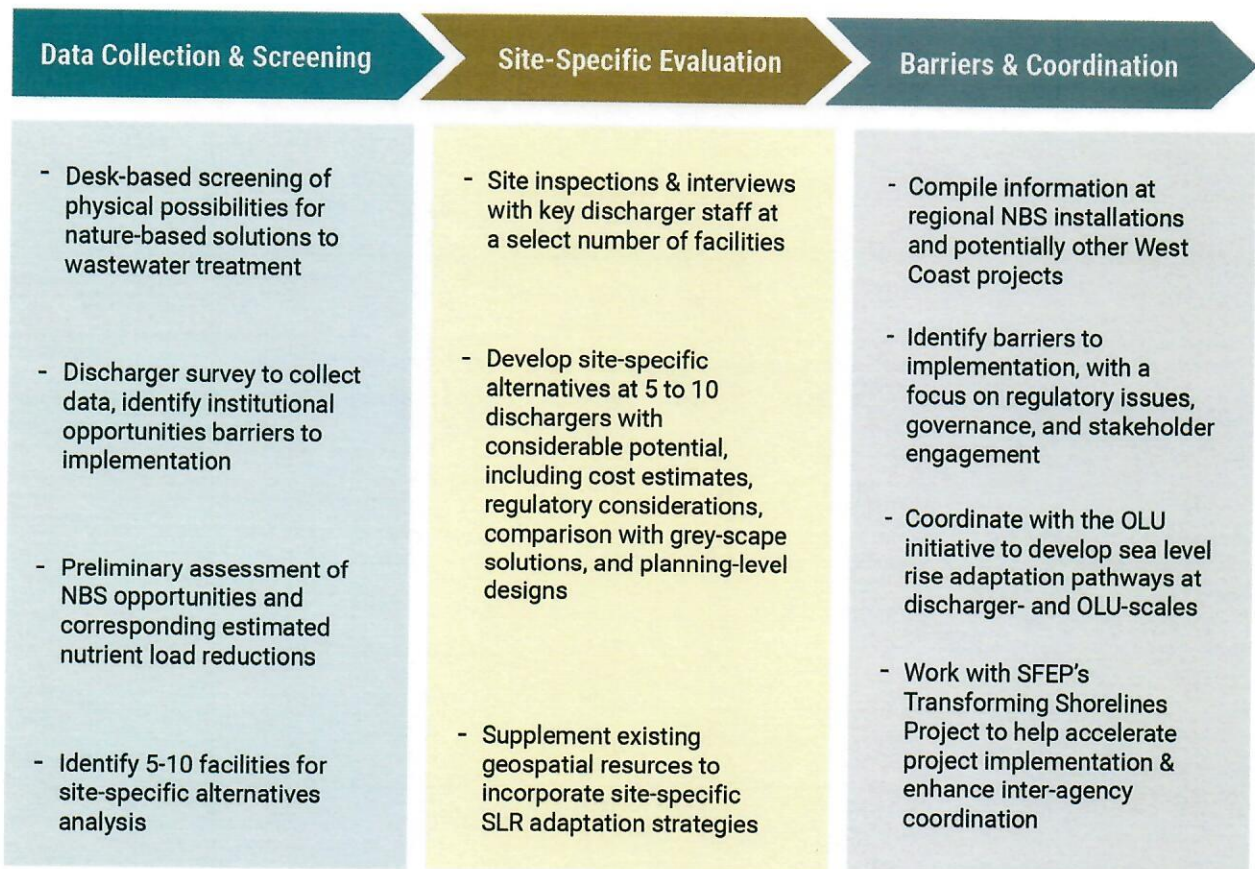 Data Collection & Screening
- Desk-based screening of
physical possibilities for
nature-based solutions to
wastewater treatment
- Discharger survey to collect
data, identify institutional
opportunities barriers to
implementation
- Preliminary assessment of
NBS opportunities and
corresponding estimated
nutrient load reductions
- Identify 5-10 facilities for
site-specific alternatives
analysis
Site-Specific Evaluation
- Site inspections & interviews
with key discharger staff at
a select number of facilities
- Develop site-specific
alternatives at 5 to 10
dischargers with
considerable potential,
including cost estimates,
regulatory considerations,
comparison with grey-scape
solutions, and planning-level
designs
- Supplement existing
geospatial resurces to
incorporate site-specific
SLR adaptation strategies
Barriers & Coordination
- Compile information at
regional NBS installations
and potentially other West
Coast projects
- Identify barriers to
implementation, with a
focus on regulatory issues,
governance, and stakeholder
engagement
- Coordinate with the OLU
initiative to develop sea level
rise adaptation pathways at
discharger- and OLU-scales
- Work with SFEP's
Transforming Shorelines
Project to help accelerate
project implementation &
enhance inter-agency
coordination